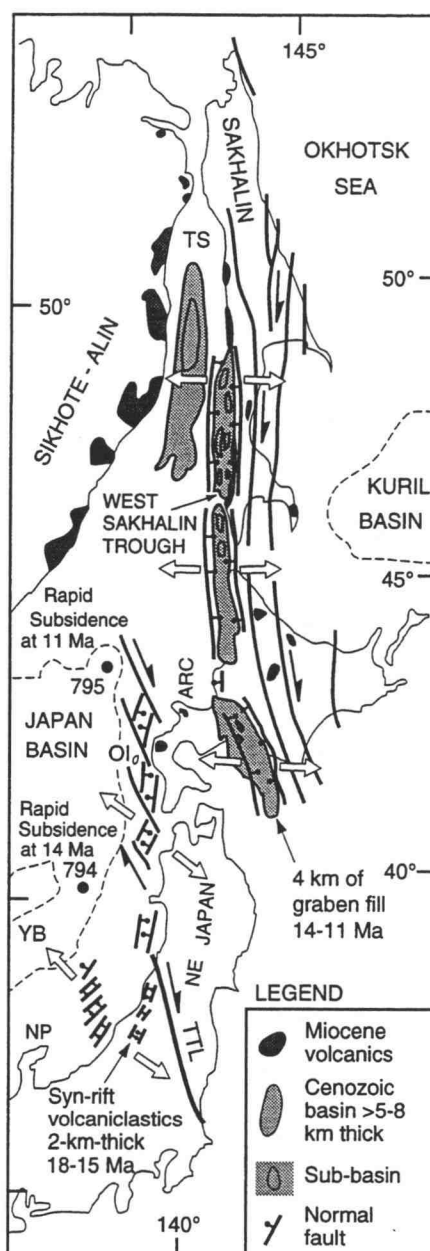 145°
SAKHALIN
OKHOTSK
SEA
TS
50°
50°
SIKHOTE - ALIN
WEST
SAKHALIN
TROUGH
KURIL
BASIN
45°
Rapid
Subsidence
at 11 Ma
795
ARC
JAPAN
BASIN
OI
Rapid
Subsidence
at 14 Ma
794
40°
4 km of
graben fill
14-11 Ma
YB
NE JAPAN
NP
TTL
Syn-rift
volcaniclastics
2-km-thick
18-15 Ma
140°
LEGEND
Miocene
volcanics
Cenozoic
basin >5-8
km thick
Sub-basin
Normal
fault